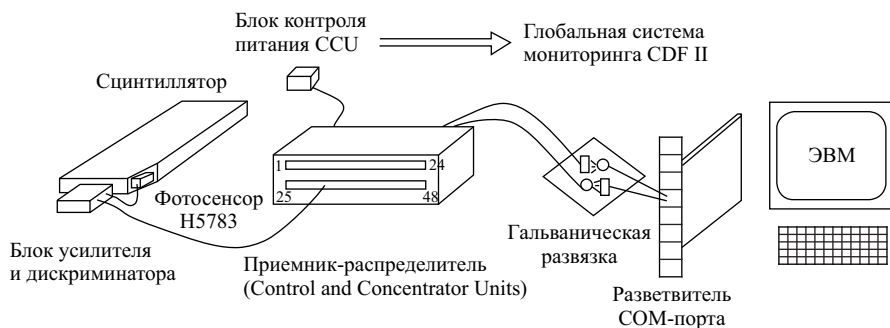 Блок контроля
питания CCU
Глобальная система
мониторинга CDF II
Сцинтиллятор
ЭВМ
1
24
25
48
Фотосенсор
H5783
Гальваническая
развязка
Блок усилителя
и дискриминатора
Приемник-распределитель
(Control and Concentrator Units)
Разветвитель
COM-порта